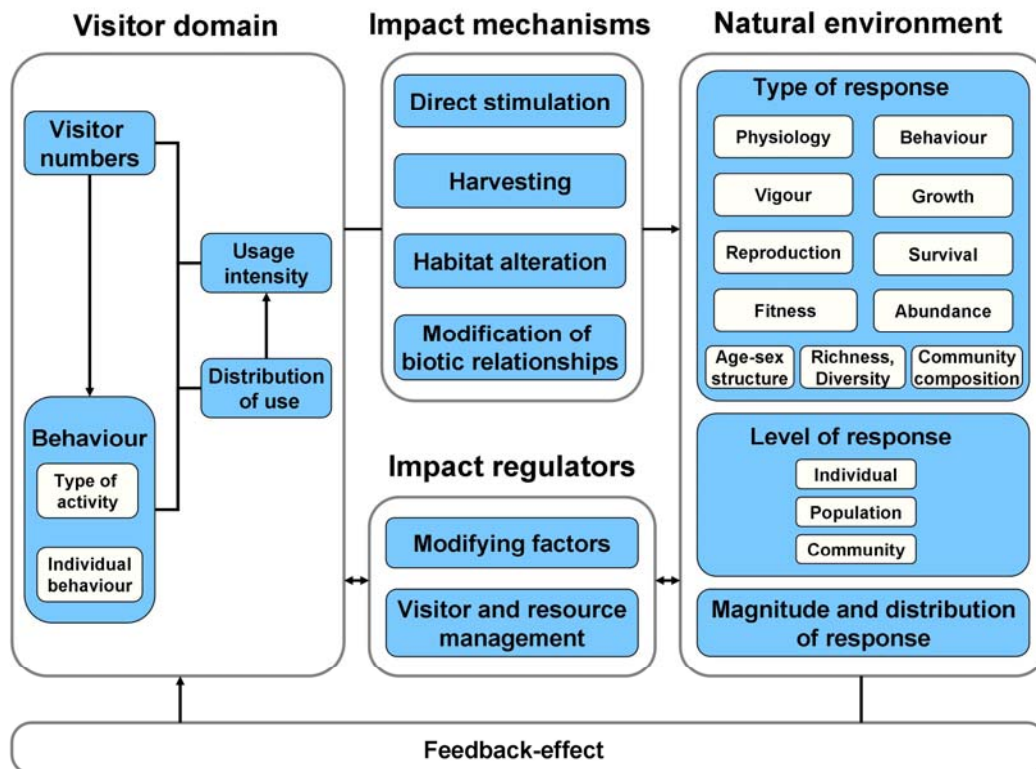 Visitor domain
Visitor
numbers
Usage
intensity
Distribution
of use
Behaviour
Type of
activity
Individual
behaviour
Impact mechanisms
Direct stimulation
Harvesting
Habitat alteration
Modification of
biotic relationships
Impact regulators
Modifying factors
Visitor and resource
management
Natural environment
Type of response
Physiology
Behaviour
Vigour
Growth
Reproduction
Survival
Fitness
Abundance
Age-sex
structure
Richness,
Diversity
Community
composition
Level of response
Individual
Population
Community
Magnitude and distribution
of response
Feedback-effect